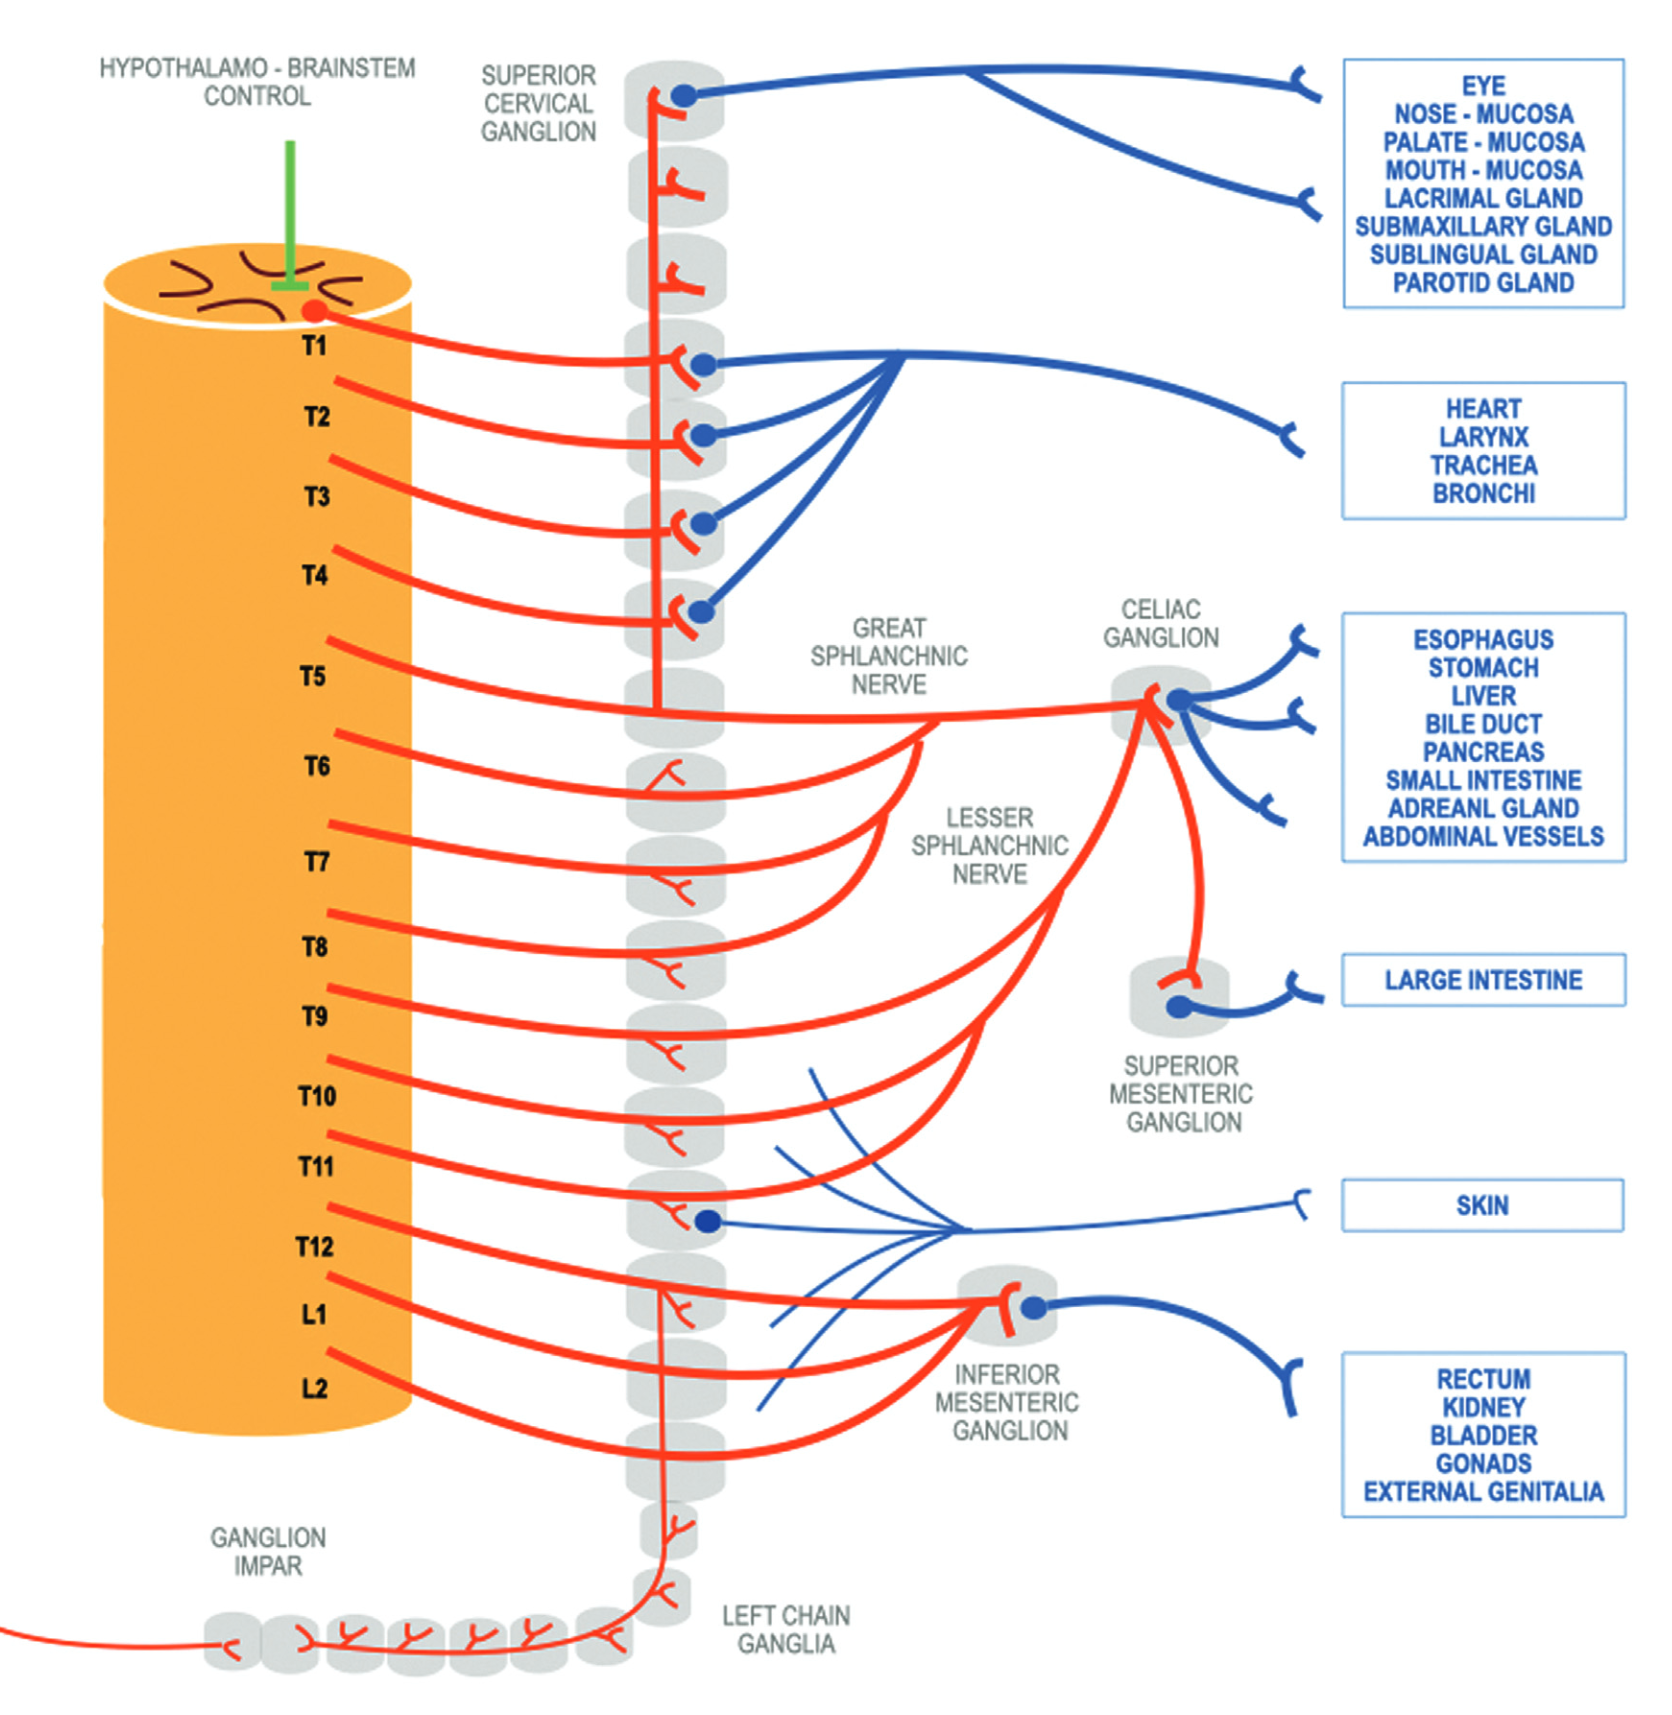 HYPOTHALAMO - BRAINSTEM
CONTROL
SUPERIOR
CERVICAL
GANGLION
EYE
NOSE - MUCOSA
PALATE - MUCOSA
MOUTH - MUCOSA
LACRIMAL GLAND
SUBMAXILLARY GLAND
SUBLINGUAL GLAND
PAROTID GLAND
T1
T2
T3
T4
T5
T6
T7
T8
T9
T10
T11
T12
L1
L2
HEART
LARYNX
TRACHEA
BRONCHI
GREAT
SPHLANCHNIC
NERVE
CELIAC
GANGLION
ESOPHAGUS
STOMACH
LIVER
BILE DUCT
PANCREAS
SMALL INTESTINE
ADREANL GLAND
ABDOMINAL VESSELS
LESSER
SPHLANCHNIC
NERVE
LARGE INTESTINE
SUPERIOR
MESENTERIC
GANGLION
SKIN
INFERIOR
MESENTERIC
GANGLION
RECTUM
KIDNEY
BLADDER
GONADS
EXTERNAL GENITALIA
GANGLION
IMPAR
LEFT CHAIN
GANGLIA